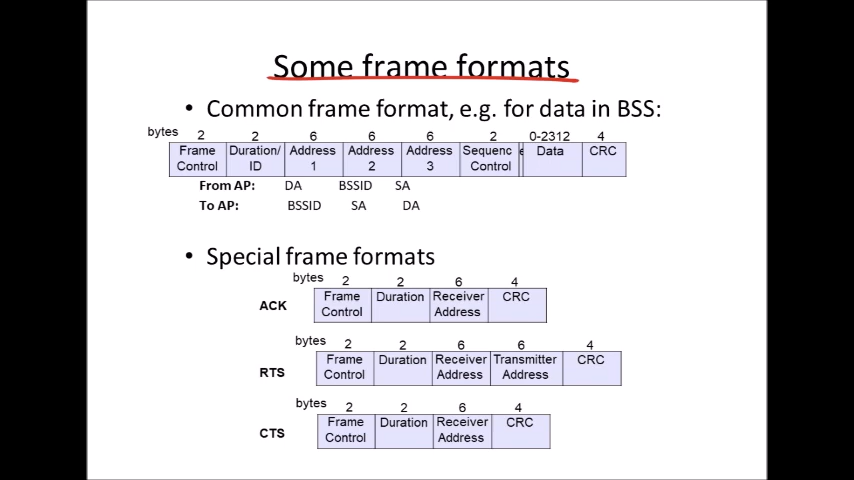 Some frame formats
• Common frame format, e.g. for data in BSS:
bytes 2 2 6 6 6 2 0-2312 4
Frame Control Duration/ ID Address 1 Address 2 Address 3 Sequenc e Control Data CRC
From AP: DA BSSID SA
To AP: BSSID SA DA
• Special frame formats
bytes 2 2 6 4
ACK Frame Control Duration Receiver Address CRC
bytes 2 2 6 6 4
RTS Frame Control Duration Receiver Address Transmitter Address CRC
bytes 2 2 6 4
CTS Frame Control Duration Receiver Address CRC